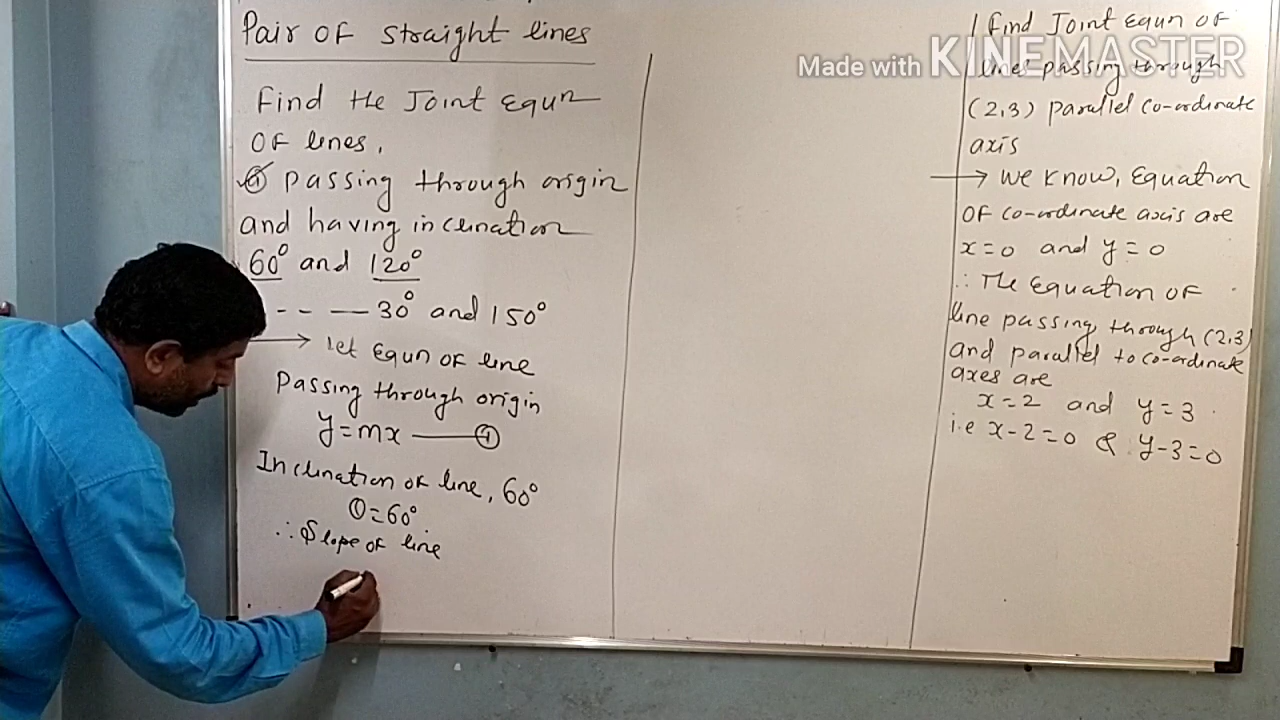 Pair OF straight lines
Find the Joint Equn
OF lines,
① passing through origin
and having inclination
60° and 120°
- - — 30° and 150°
→ let Equn OF line
Passing through origin
y=mx —— ①
Inclination OF line, 60°
θ=60°
∴ Slope OF line
Made with KINEMASTER
Find Joint Equn OF
lines passing through
(2,3) parallel co-ordinate
axis
→ we know, Equation
OF co-ordinate axis are
x=0 and y=0
∴ The Equation OF
line passing through (2,3)
and parallel to co-ordinate
axes are
x=2 and y=3
i.e x-2=0 & y-3=0